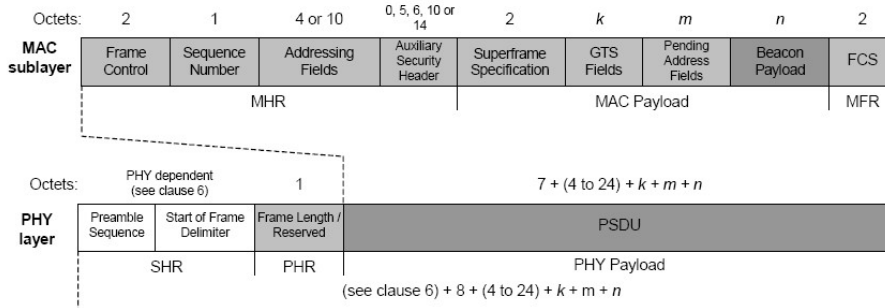 Octets: 2 1 4 or 10 0, 5, 6, 10 or 14 2 k m n 2
MAC sublayer
Frame Control
Sequence Number
Addressing Fields
Auxiliary Security Header
Superframe Specification
GTS Fields
Pending Address Fields
Beacon Payload
FCS
MHR MAC Payload MFR
Octets: PHY dependent (see clause 6) 1 7 + (4 to 24) + k + m + n
PHY layer
Preamble Sequence
Start of Frame Delimiter
Frame Length / Reserved
PSDU
SHR PHR PHY Payload
(see clause 6) + 8 + (4 to 24) + k + m + n